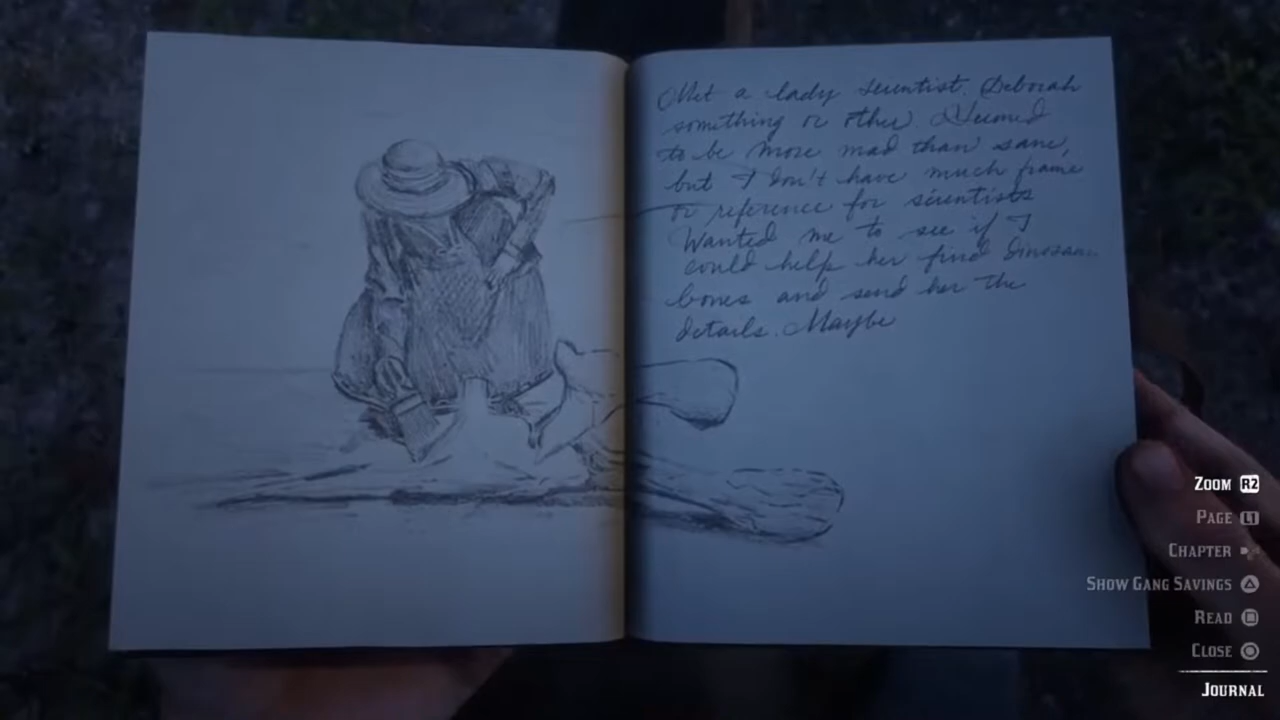 Met a lady scientist. Deborah
something or other. Seemed
to be more mad than sane,
but I don't have much frame
or reference for scientists
Wanted me to see if I
could help her find dinosaur
bones and send her the
details. Maybe
ZOOM R2
PAGE L1
CHAPTER
SHOW GANG SAVINGS
READ
CLOSE
JOURNAL